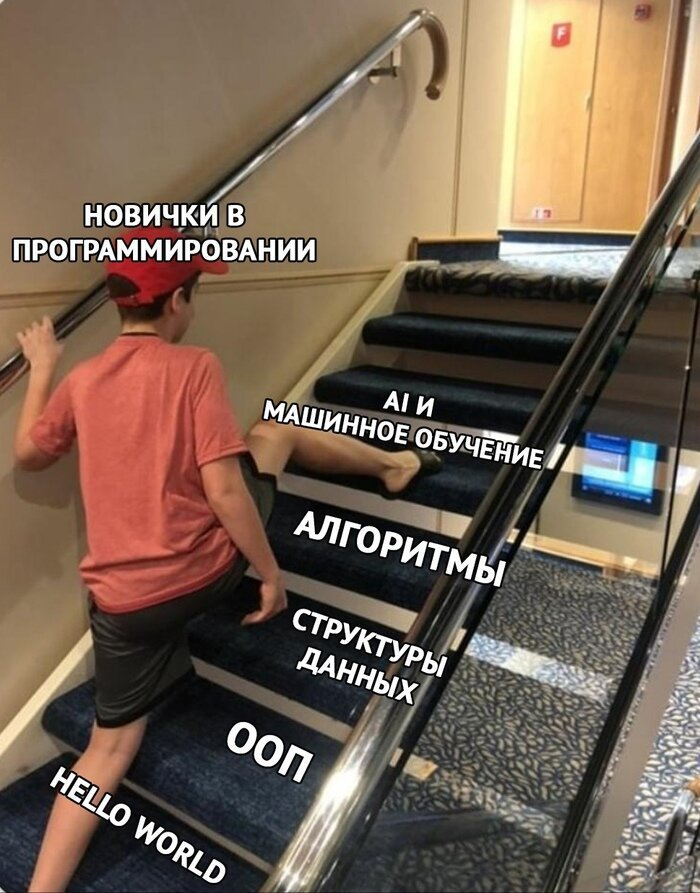 НОВИЧКИ В
ПРОГРАММИРОВАНИИ
AI И
МАШИННОЕ ОБУЧЕНИЕ
АЛГОРИТМЫ
СТРУКТУРЫ
ДАННЫХ
ООП
HELLO WORLD
F